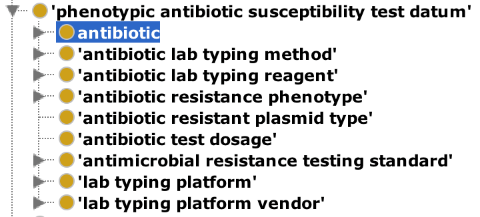 'phenotypic antibiotic susceptibility test datum'
antibiotic
'antibiotic lab typing method'
'antibiotic lab typing reagent'
'antibiotic resistance phenotype'
'antibiotic resistant plasmid type'
'antibiotic test dosage'
'antimicrobial resistance testing standard'
'lab typing platform'
'lab typing platform vendor'